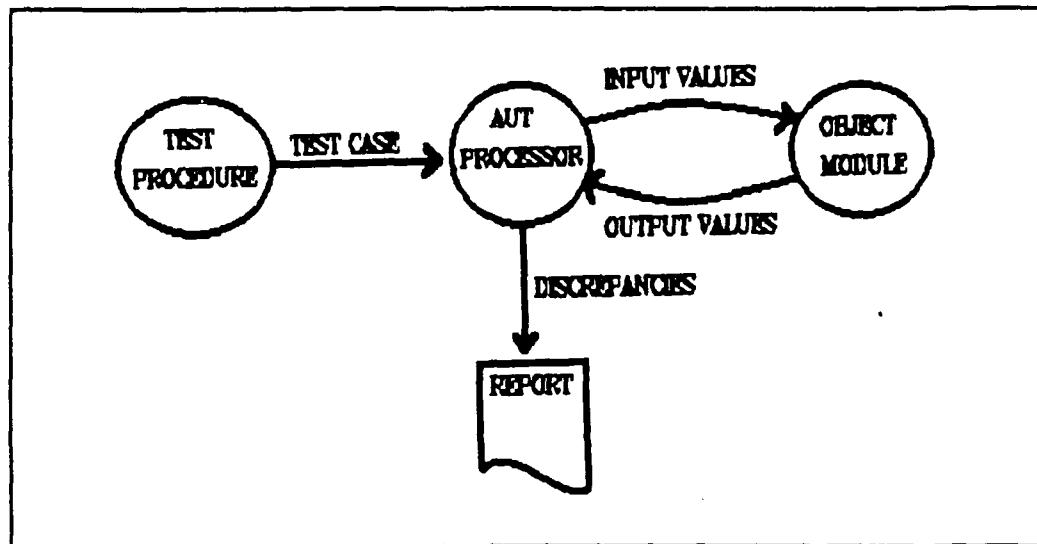 TEST
PROCEDURE
TEST CASE
AUT
PROCESSOR
INPUT VALUES
OBJECT
MODULE
OUTPUT VALUES
DISCREPANCIES
REPORT